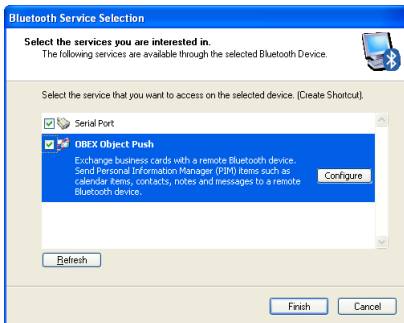 Bluetooth Service Selection
Select the services you are interested in.
The following services are available through the selected Bluetooth Device.
Select the service that you want to access on the selected device. (Create Shortcut).
Serial Port
OBEX Object Push
Exchange business cards with a remote Bluetooth device.
Send Personal Information Manager (PIM) items such as
calendar items, contacts, notes and messages to a remote
Bluetooth device.
Configure
Refresh
Finish
Cancel